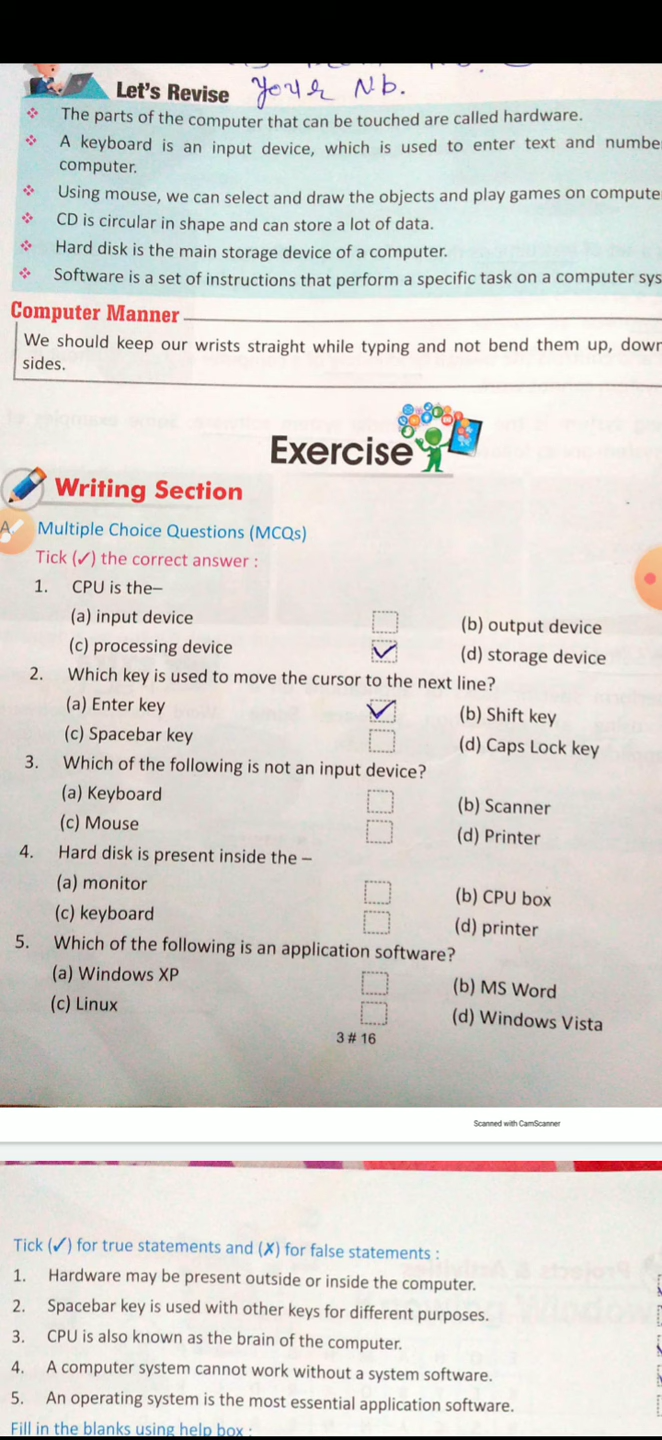 Let's Revise your Nb.
❖ The parts of the computer that can be touched are called hardware.
❖ A keyboard is an input device, which is used to enter text and numbe
computer.
❖ Using mouse, we can select and draw the objects and play games on compute
❖ CD is circular in shape and can store a lot of data.
❖ Hard disk is the main storage device of a computer.
❖ Software is a set of instructions that perform a specific task on a computer sys
Computer Manner
We should keep our wrists straight while typing and not bend them up, down
sides.
Exercise
Writing Section
A Multiple Choice Questions (MCQs)
Tick (✓) the correct answer :
1. CPU is the–
(a) input device (b) output device
(c) processing device ✓ (d) storage device
2. Which key is used to move the cursor to the next line?
(a) Enter key ✓ (b) Shift key
(c) Spacebar key (d) Caps Lock key
3. Which of the following is not an input device?
(a) Keyboard (b) Scanner
(c) Mouse (d) Printer
4. Hard disk is present inside the –
(a) monitor (b) CPU box
(c) keyboard (d) printer
5. Which of the following is an application software?
(a) Windows XP (b) MS Word
(c) Linux (d) Windows Vista
3 # 16
Scanned with CamScanner
Tick (✓) for true statements and (✗) for false statements :
1. Hardware may be present outside or inside the computer.
2. Spacebar key is used with other keys for different purposes.
3. CPU is also known as the brain of the computer.
4. A computer system cannot work without a system software.
5. An operating system is the most essential application software.
Fill in the blanks using help box :